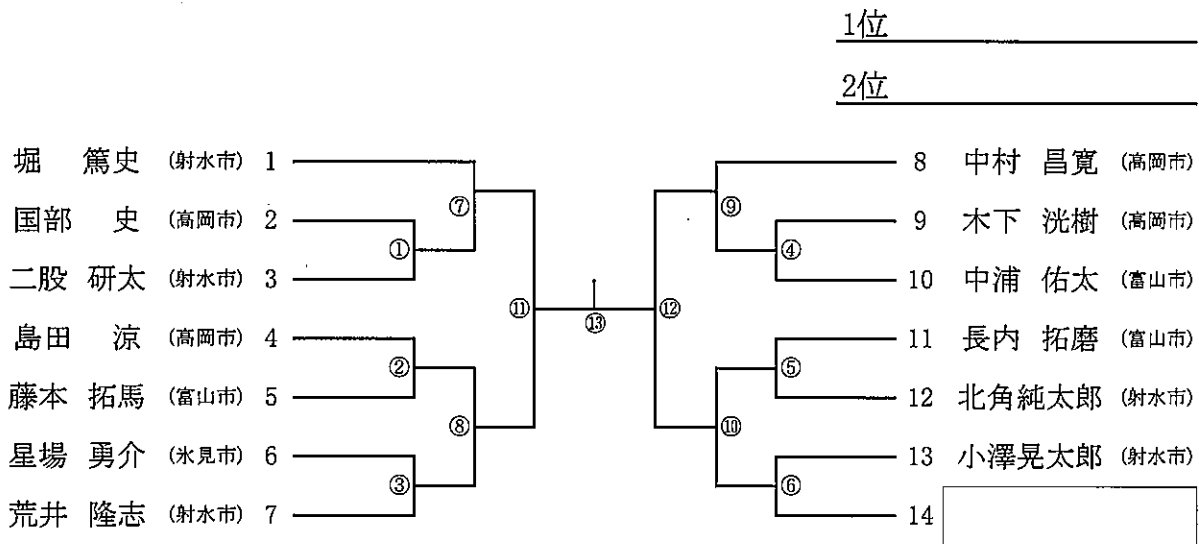 1位
2位
堀 篤史 (射水市) 1
国部 史 (高岡市) 2
二股 研太 (射水市) 3
島田 涼 (高岡市) 4
藤本 拓馬 (富山市) 5
星場 勇介 (氷見市) 6
荒井 隆志 (射水市) 7
① ② ③ ⑦ ⑧ ⑪ ⑬ ⑫ ⑨ ⑩ ④ ⑤ ⑥
8 中村 昌寛 (高岡市)
9 木下 洸樹 (高岡市)
10 中浦 佑太 (富山市)
11 長内 拓磨 (富山市)
12 北角純太郎 (射水市)
13 小澤晃太郎 (射水市)
14